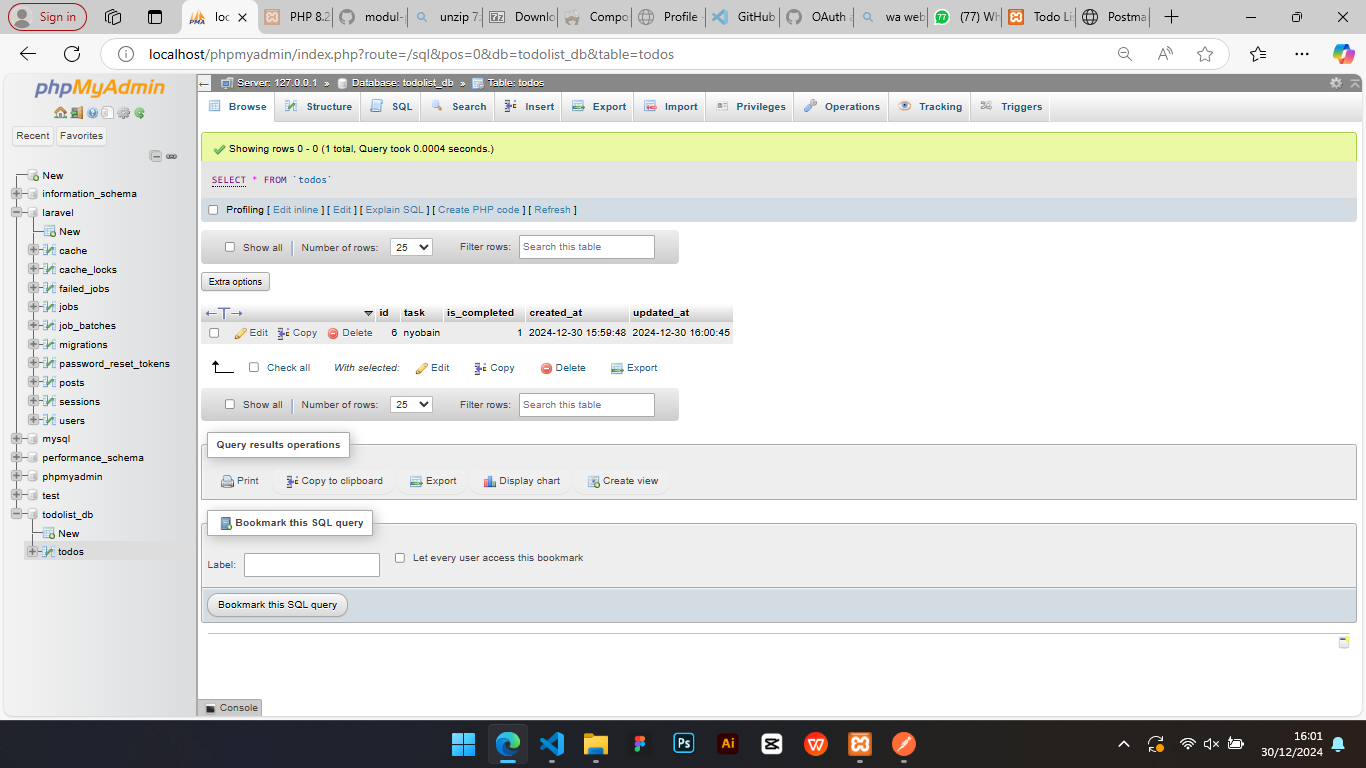 Sign in
loc
PHP 8.2
modul-
unzip 7
Downlo
Compo
Profile
GitHub
OAuth a
wa web
(77) Wh
Todo Li
Postma
localhost/phpmyadmin/index.php?route=/sql&pos=0&db=todolist_db&table=todos
phpMyAdmin
Recent Favorites
New
information_schema
laravel
New
cache
cache_locks
failed_jobs
jobs
job_batches
migrations
password_reset_tokens
posts
sessions
users
mysql
performance_schema
phpmyadmin
test
todolist_db
New
todos
Server: 127.0.0.1 » Database: todolist_db » Table: todos
Browse Structure SQL Search Insert Export Import Privileges Operations Tracking Triggers
Showing rows 0 - 0 (1 total, Query took 0.0004 seconds.)
SELECT * FROM `todos`
Profiling [ Edit inline ] [ Edit ] [ Explain SQL ] [ Create PHP code ] [ Refresh ]
Show all Number of rows: 25 Filter rows: Search this table
Extra options
id task is_completed created_at updated_at
Edit Copy Delete 6 nyobain 1 2024-12-30 15:59:48 2024-12-30 16:00:45
Check all With selected: Edit Copy Delete Export
Show all Number of rows: 25 Filter rows: Search this table
Query results operations
Print Copy to clipboard Export Display chart Create view
Bookmark this SQL query
Label: Let every user access this bookmark
Bookmark this SQL query
Console
Ps
Ai
16:01
30/12/2024